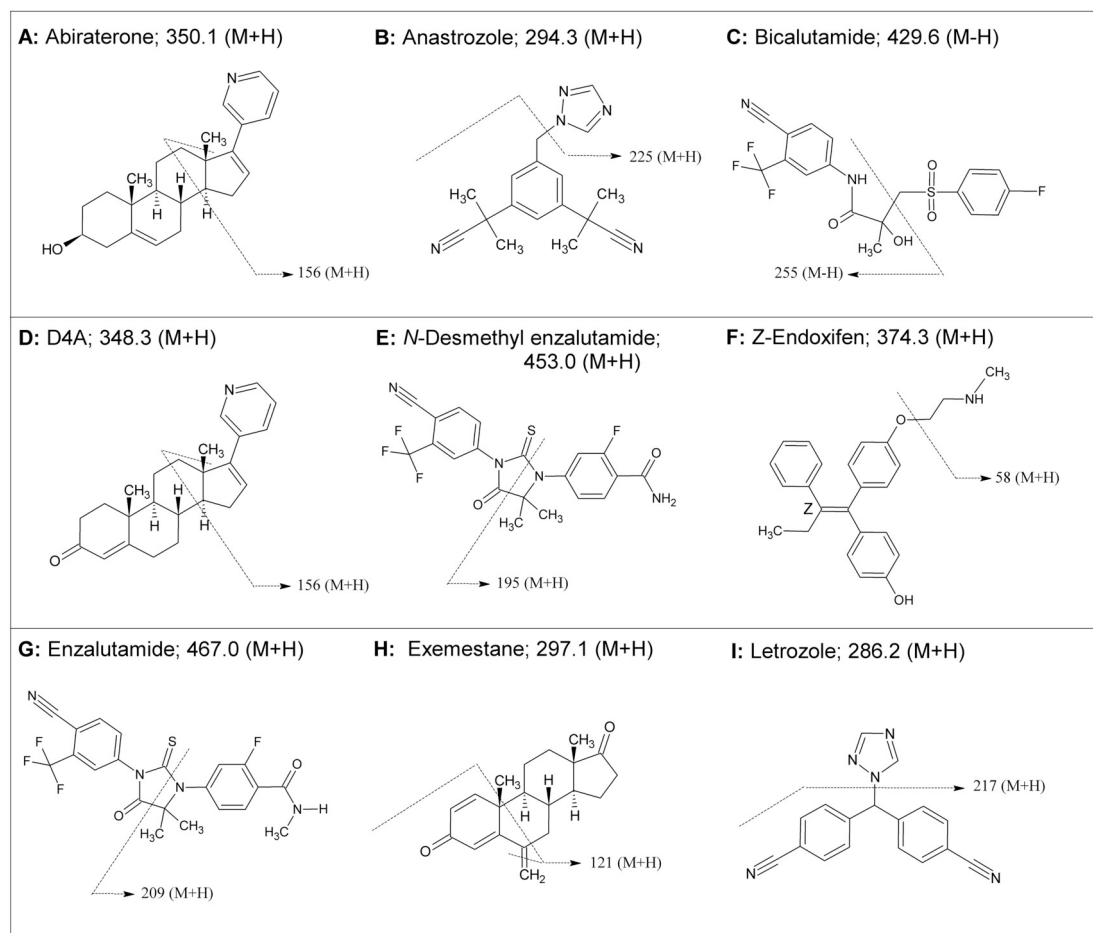 A: Abiraterone; 350.1 (M+H)
N
CH₃
CH₃
H
H
H
HO
156 (M+H)
B: Anastrozole; 294.3 (M+H)
N
N
N
225 (M+H)
H₃C
CH₃
N
CH₃
H₃C
N
C: Bicalutamide; 429.6 (M-H)
N
F
F
F
NH
O
S
O
F
O
OH
H₃C
255 (M-H)
D: D4A; 348.3 (M+H)
N
CH₃
CH₃
H
H
H
O
156 (M+H)
E: N-Desmethyl enzalutamide;
453.0 (M+H)
N
F
F
F
S
F
N
N
O
O
NH₂
H₃C
CH₃
195 (M+H)
F: Z-Endoxifen; 374.3 (M+H)
CH₃
NH
O
58 (M+H)
Z
H₃C
OH
G: Enzalutamide; 467.0 (M+H)
N
F
F
F
S
F
N
N
O
O
N
H
H₃C
H₃C
CH₃
209 (M+H)
H: Exemestane; 297.1 (M+H)
O
CH₃
CH₃
H
H
H
O
CH₂
121 (M+H)
I: Letrozole; 286.2 (M+H)
N
N
N
217 (M+H)
N
N